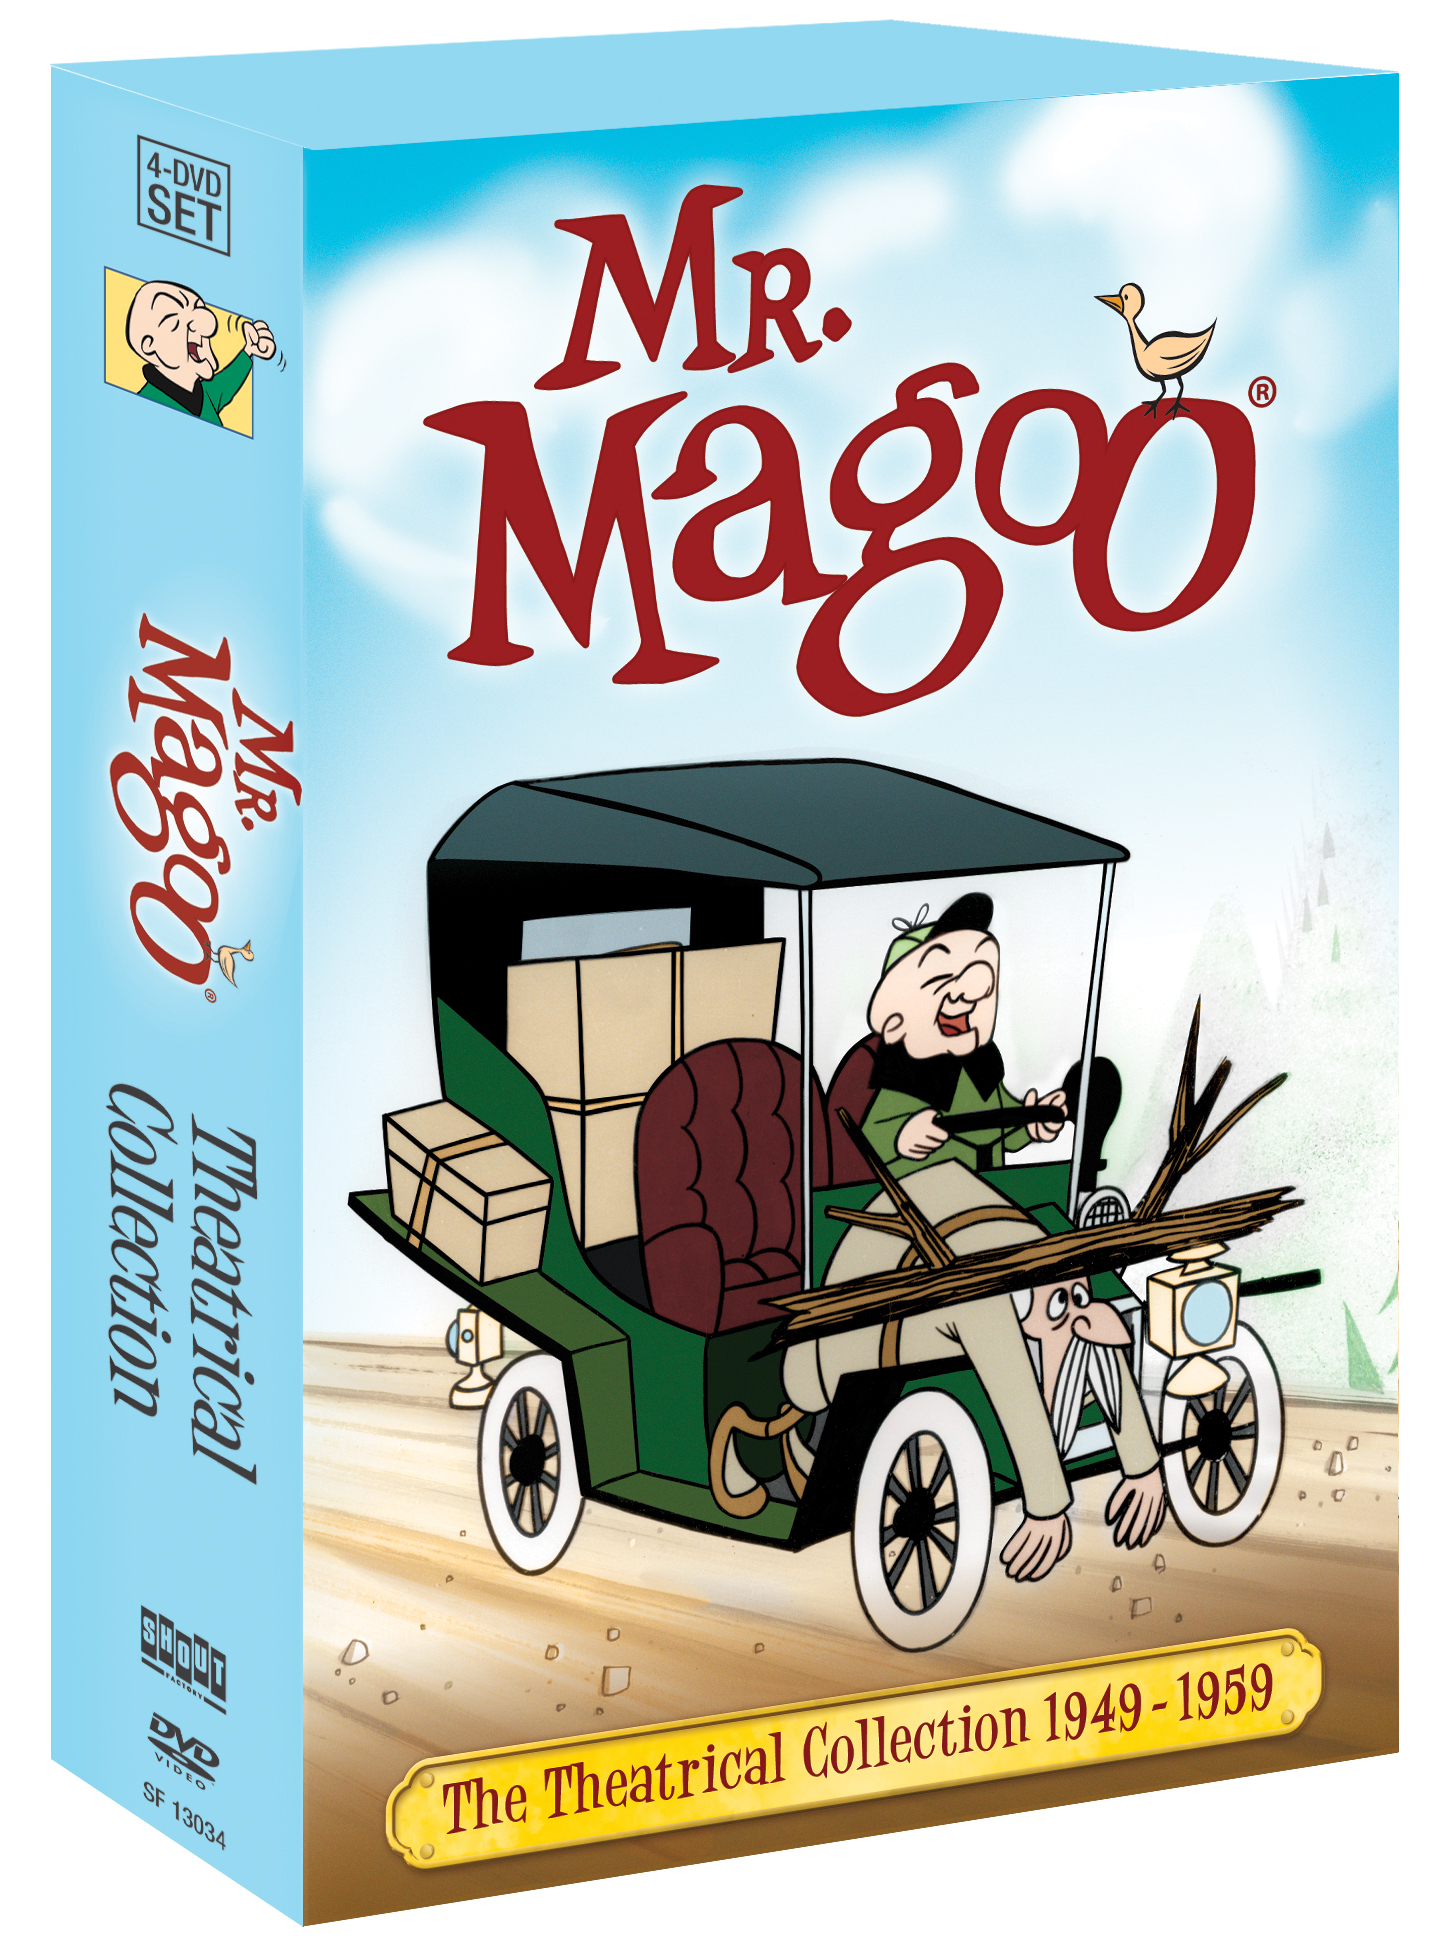 4-DVD
SET
Mr.
Magoo®
Theatrical
Collection
SHOUT
FACTORY
DVD
VIDEO
SF 13034
Mr.
Magoo®
The Theatrical Collection 1949-1959